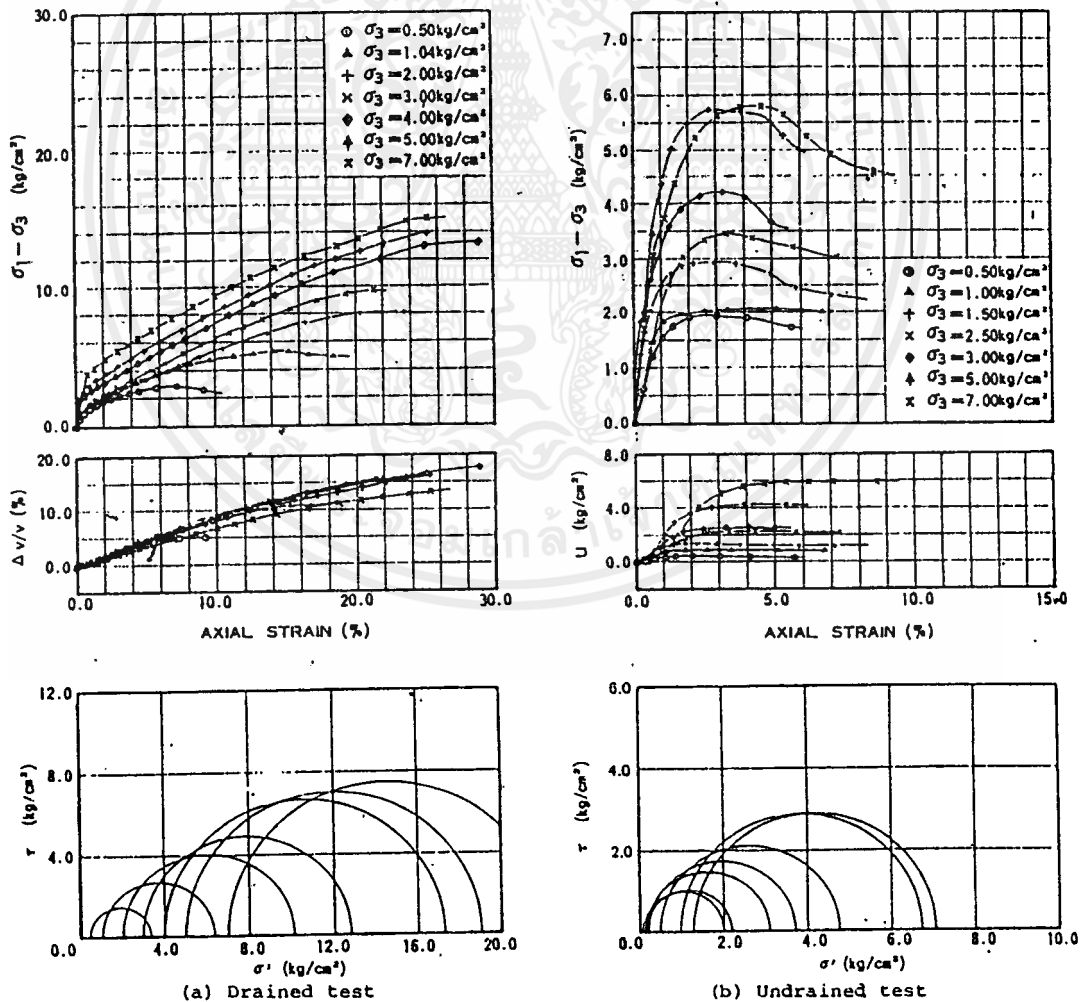 30.0
20.0
10.0
0.0
σ₁ − σ₃ (kg/cm²)
σ3=0.50kg/cm²
σ3=1.04kg/cm²
σ3=2.00kg/cm²
σ3=3.00kg/cm²
σ3=4.00kg/cm²
σ3=5.00kg/cm²
σ3=7.00kg/cm²
20.0
10.0
0.0
Δ v/v (%)
0.0 10.0 20.0 30.0
AXIAL STRAIN (%)
7.0
6.0
5.0
4.0
3.0
2.0
1.0
0.0
σ₁ − σ₃ (kg/cm²)
σ3=0.50kg/cm²
σ3=1.00kg/cm²
σ3=1.50kg/cm²
σ3=2.50kg/cm²
σ3=3.00kg/cm²
σ3=5.00kg/cm²
σ3=7.00kg/cm²
8.0
4.0
0.0
U (kg/cm²)
0.0 5.0 10.0 15.0
AXIAL STRAIN (%)
12.0
8.0
4.0
τ (kg/cm²)
0.0 4.0 8.0 12.0 16.0 20.0
σ' (kg/cm²)
(a) Drained test
6.0
4.0
2.0
τ (kg/cm²)
0.0 2.0 4.0 6.0 8.0 10.0
σ' (kg/cm²)
(b) Undrained test